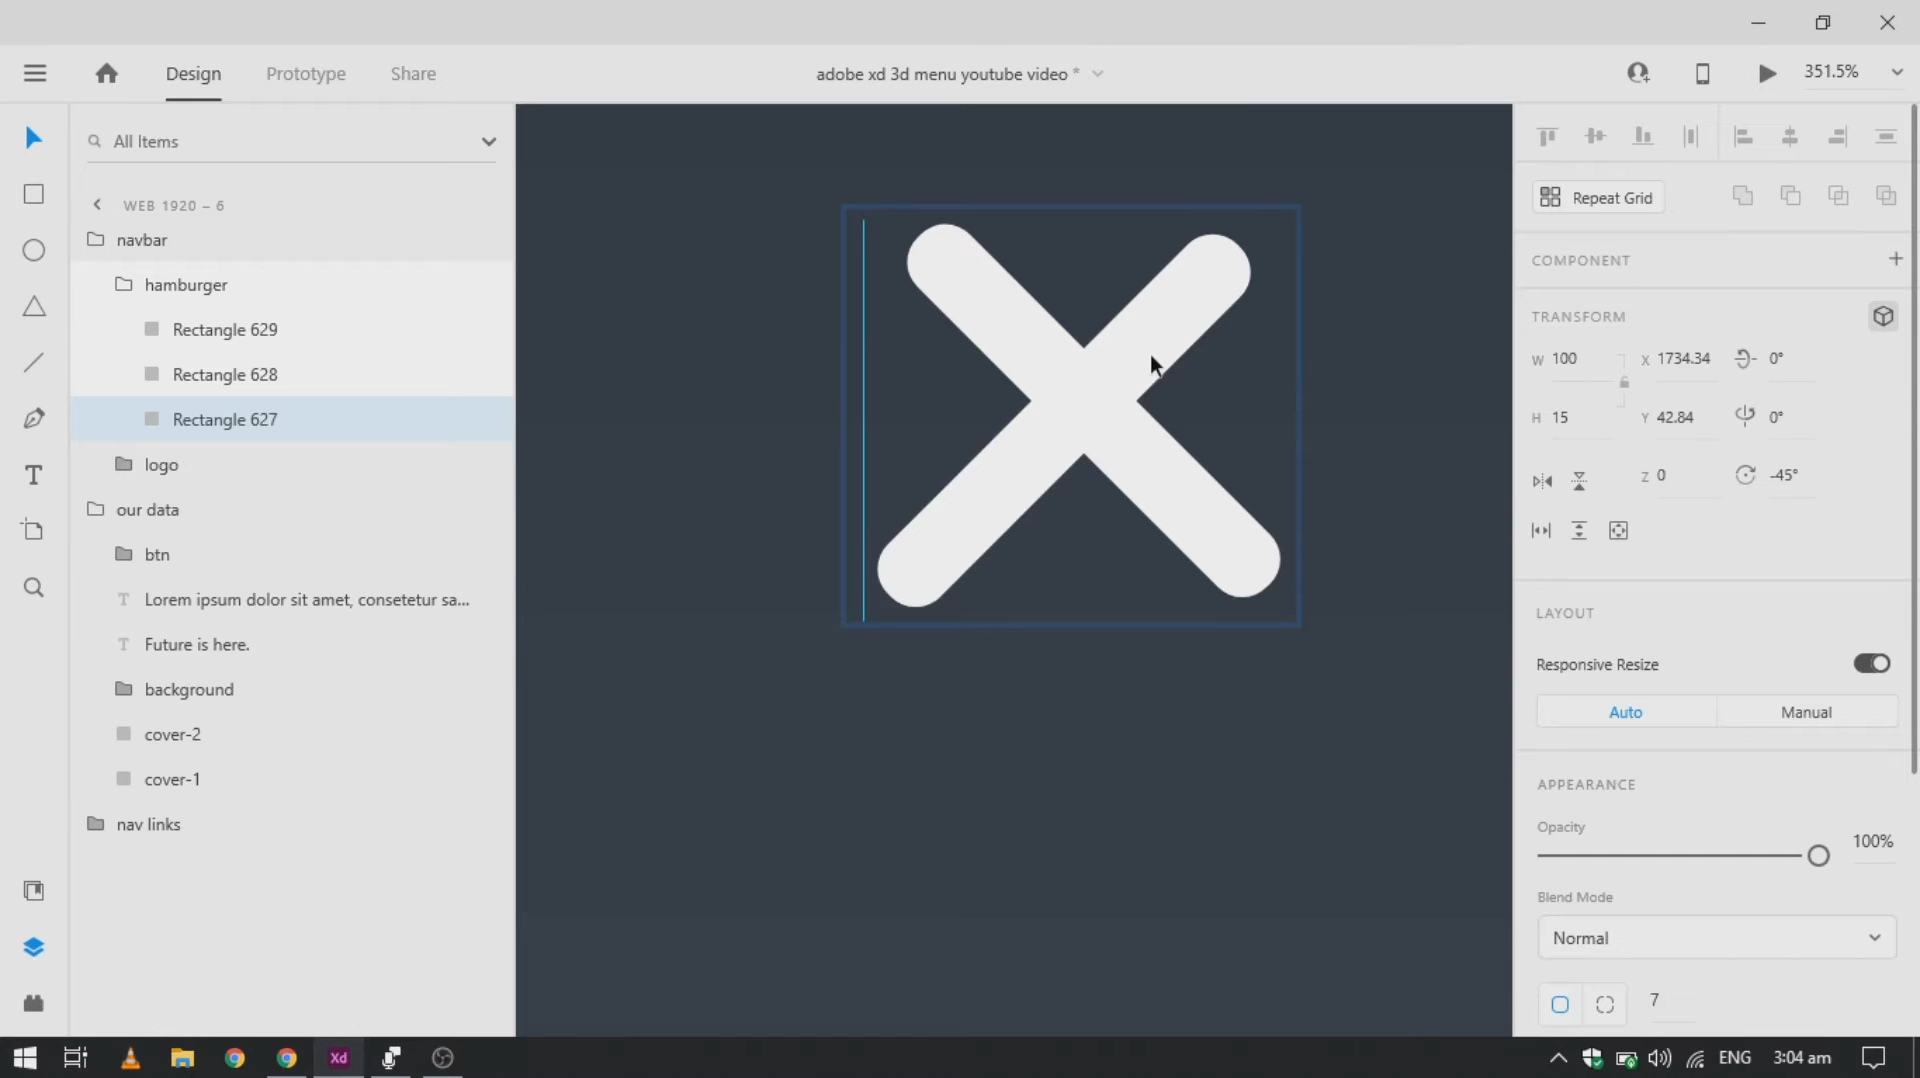 Design Prototype Share
adobe xd 3d menu youtube video *
351.5%
All Items
WEB 1920 – 6
navbar
hamburger
Rectangle 629
Rectangle 628
Rectangle 627
logo
our data
btn
T Lorem ipsum dolor sit amet, consetetur sa...
T Future is here.
background
cover-2
cover-1
nav links
T
Repeat Grid
COMPONENT
TRANSFORM
W 100 X 1734.34 0°
H 15 Y 42.84 0°
Z 0 -45°
LAYOUT
Responsive Resize
Auto Manual
APPEARANCE
Opacity
100%
Blend Mode
Normal
7
Xd
ENG 3:04 am